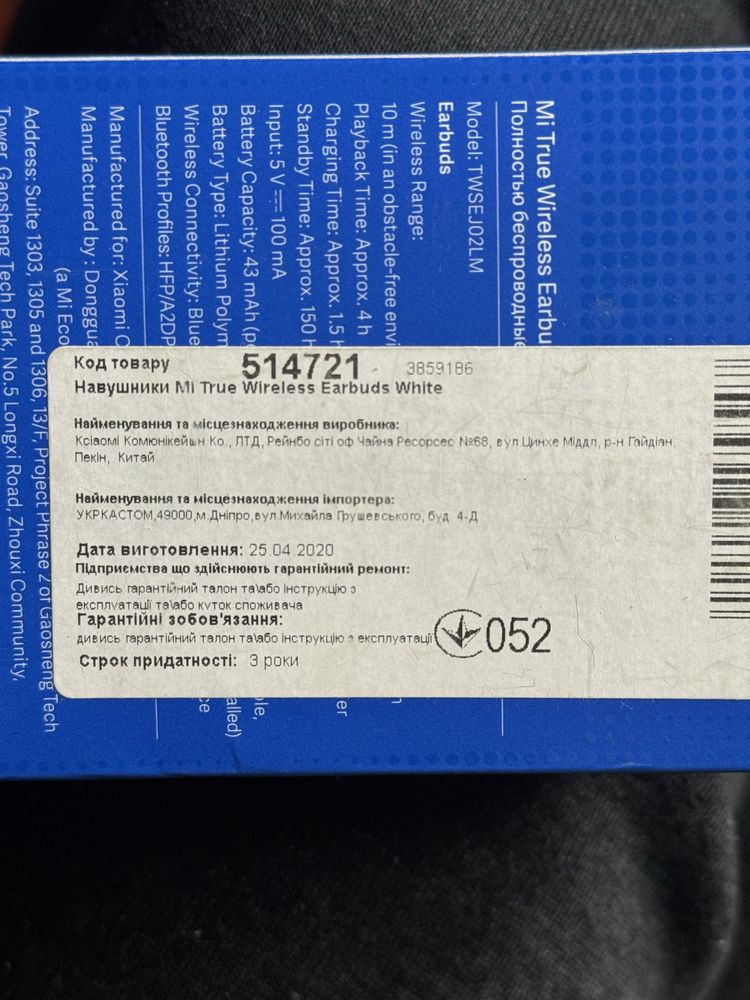 Mi True Wireless Earbu
Полностью беспроводные
Model: TWSEJ02LM
Earbuds
Wireless Range:
10 m (in an obstacle-free envi
Playback Time: Approx. 4 h
Charging Time: Approx. 1.5 h
Standby Time: Approx. 150 h
Input: 5 V⎓100 mA
Battery Capacity: 43 mAh (pe
Battery Type: Lithium Polym
Wireless Connectivity: Blue
Bluetooth Profiles: HFP/A2DP
Manufactured for: Xiaomi C
Manufactured by: Donggua
(a Mi Eco
Address: Suite 1303, 1305 and 1306, 13/F, Project Phrase 2 of Gaosheng Tech
Tower, Gaosheng Tech Park, No.5 Longxi Road, Zhouxi Community,
Код товару 514721 - 3859186
Навушники Mi True Wireless Earbuds White
Найменування та місцезнаходження виробника:
Ксіаомі Комюнікейшн Ко., ЛТД, Рейнбо сіті оф Чайна Ресорсес №68, вул.Цинхе Міддл, р-н Гайдіан,
Пекін, Китай
Найменування та місцезнаходження імпортера:
УКРКАСТОМ,49000,м.Дніпро,вул.Михайла Грушевського, буд. 4-Д
Дата виготовлення: 25.04.2020
Підприємства що здійснюють гарантійний ремонт:
Дивись гарантійний талон та\або інструкцію з
експлуатації та\або куток споживача
Гарантійні зобов'язання:
дивись гарантійний талон та\або інструкцію з експлуатації
052
Строк придатності: 3 роки